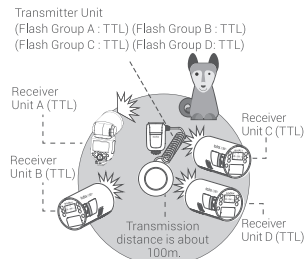 Transmitter Unit
(Flash Group A : TTL) (Flash Group B : TTL)
(Flash Group C : TTL) (Flash Group D: TTL)
Receiver
Unit A (TTL)
Receiver
Unit C (TTL)
Receiver
Unit B (TTL)
Receiver
Unit D (TTL)
Transmission
distance is about
100m.